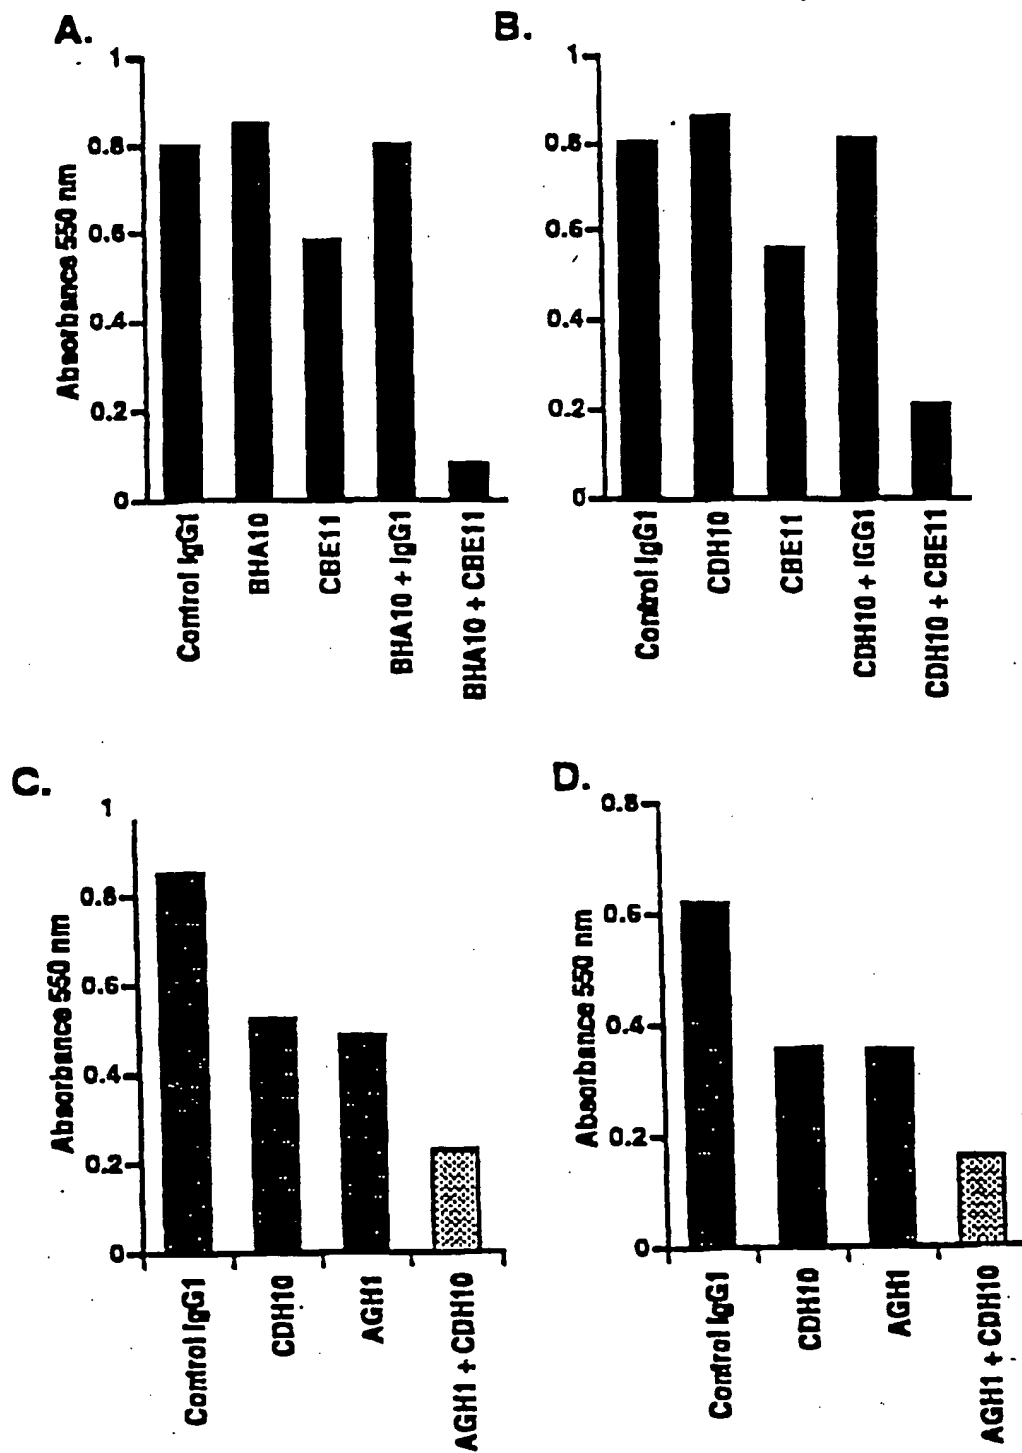 A.
1
0.8
0.6
0.4
0.2
0
Absorbance 550 nm
Control IgG1
BHA10
CBE11
BHA10 + IgG1
BHA10 + CBE11
B.
1
0.8
0.6
0.4
0.2
0
Control IgG1
CDH10
CBE11
CDH10 + IGG1
CDH10 + CBE11
C.
1
0.8
0.6
0.4
0.2
0
Absorbance 550 nm
Control IgG1
CDH10
AGH1
AGH1 + CDH10
D.
0.8
0.6
0.4
0.2
0
Absorbance 550 nm
Control IgG1
CDH10
AGH1
AGH1 + CDH10